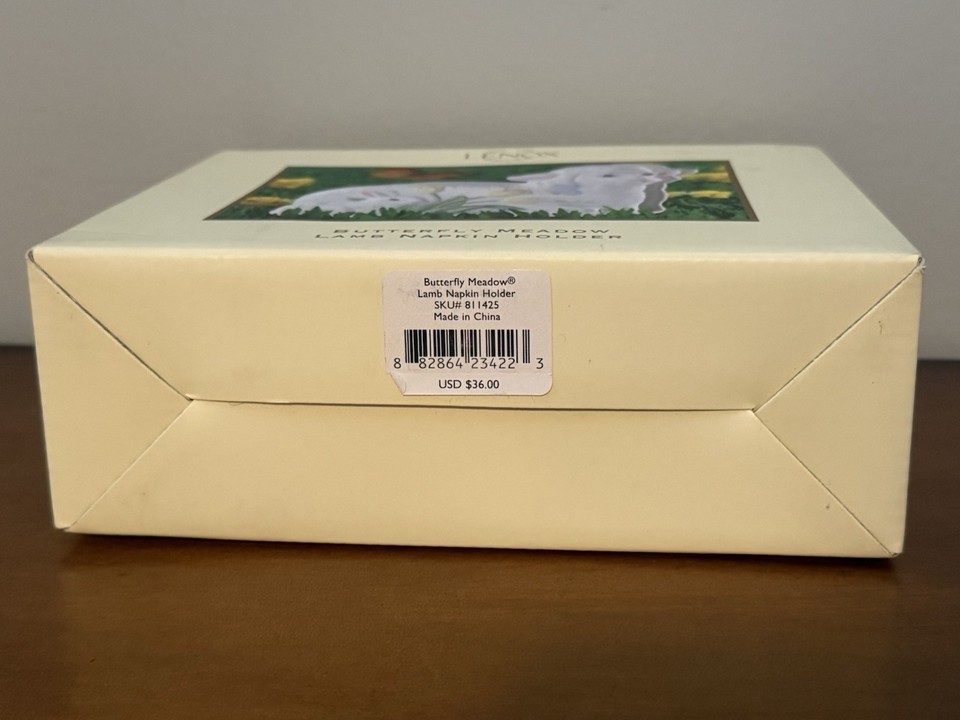 LENOX
BUTTERFLY MEADOW
LAMB NAPKIN HOLDER
Butterfly Meadow®
Lamb Napkin Holder
SKU# 811425
Made in China
8 82864 23422 3
USD $36.00